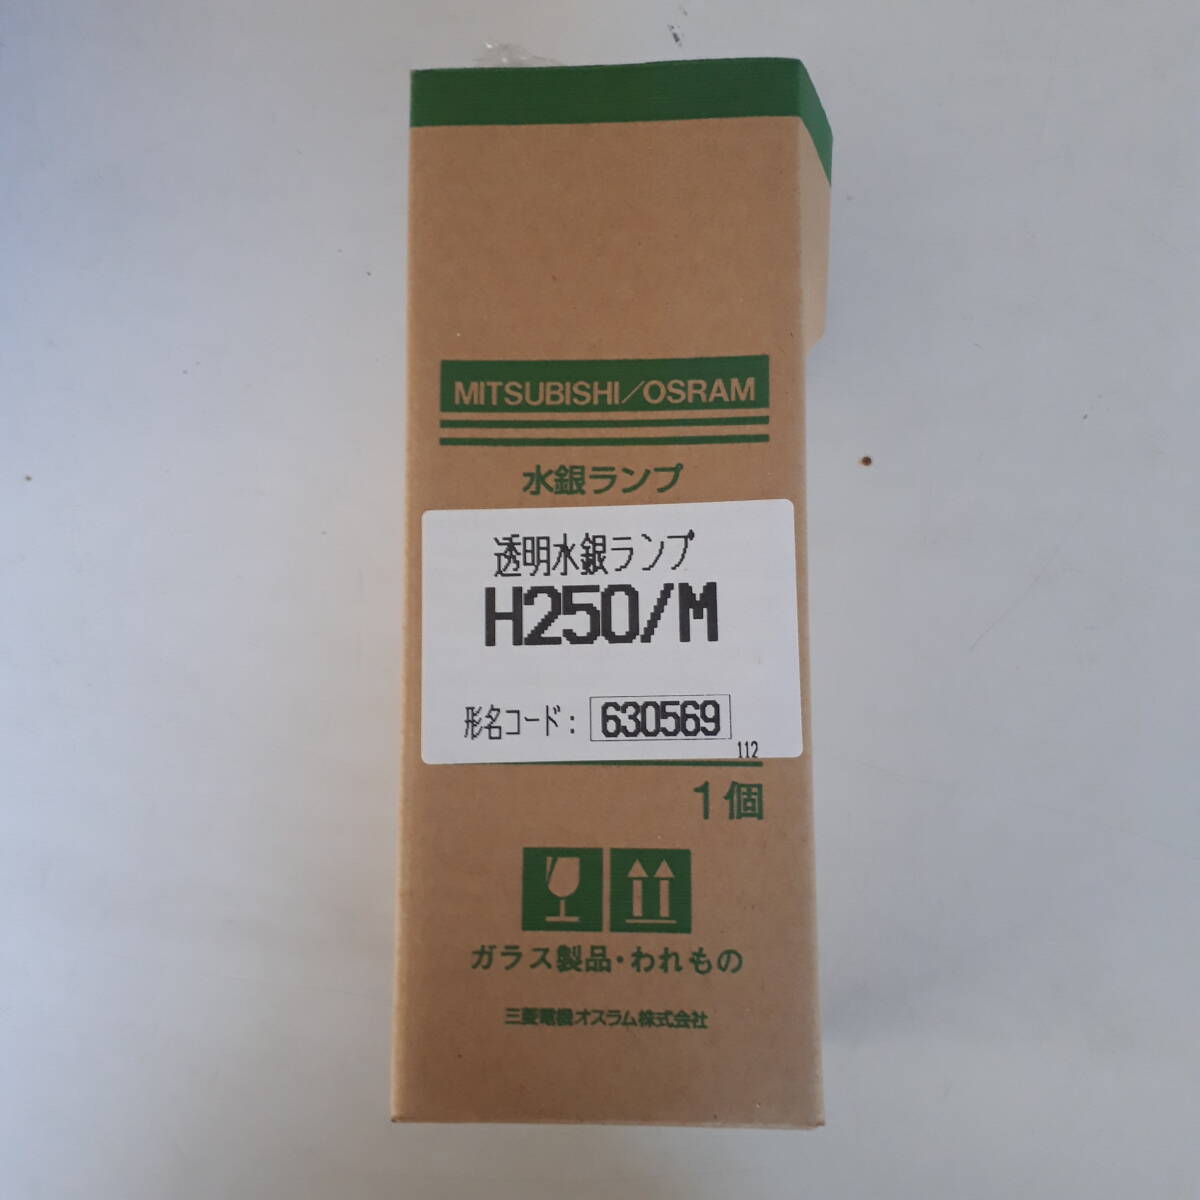 MITSUBISHI/OSRAM
水銀ランプ
透明水銀ランプ
H250/M
形名コード: 630569
112
1個
ガラス製品・われもの
三菱電機オスラム株式会社